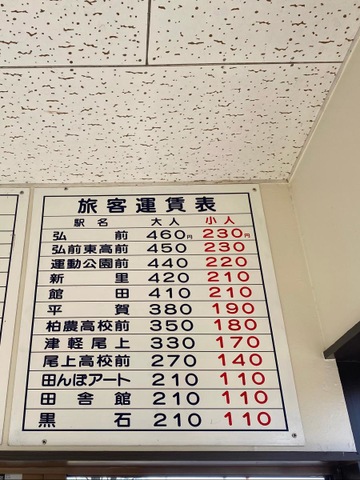 旅客運賃表
駅名 大人 小人
弘前 460円 230円
弘前東高前 450 230
運動公園前 440 220
新里 420 210
館田 410 210
平賀 380 190
柏農高校前 350 180
津軽尾上 330 170
尾上高校前 270 140
田んぼアート 210 110
田舎館 210 110
黒石 210 110